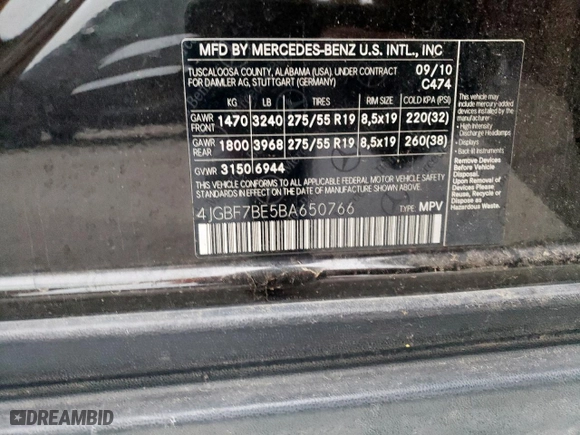 MFD BY MERCEDES-BENZ U.S. INTL., INC
TUSCALOOSA COUNTY, ALABAMA (USA). UNDER CONTRACT 09/10
FOR DAIMLER AG, STUTTGART (GERMANY) C474
KG LB TIRES RIM SIZE COLD KPA (PSI)
GAWR FRONT 1470 3240 275/55 R19 8,5x19 220(32)
GAWR REAR 1800 3968 275/55 R19 8,5x19 260(38)
GVWR 3150 6944
THIS VEHICLE CONFORMS TO ALL APPLICABLE FEDERAL MOTOR VEHICLE SAFETY
AND THEFT PREVENTION STANDARDS IN EFFECT ON THE DATE OF MANUFACTURE SHOWN ABOVE.
4JGBF7BE5BA650766 TYPE: MPV
This vehicle may
include mercury added
devices installed by the
manufacturer:
• High Intensity
Discharge Headlamps
• Displays
• Back lit Instruments
Remove Devices
Before Vehicle
Disposal.
Upon Removal of
Devices Please
Reuse, Recycle
or Dispose as
Hazardous Waste
DREAMBID